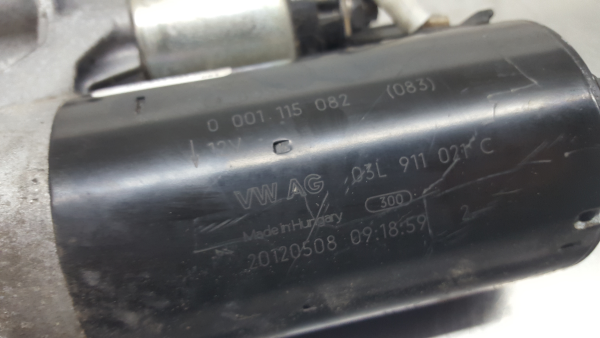 0 001 115 082 (083)
12V
VW AG 03L 911 021 C
300
Made in Hungary
20120508 09:18:59 2